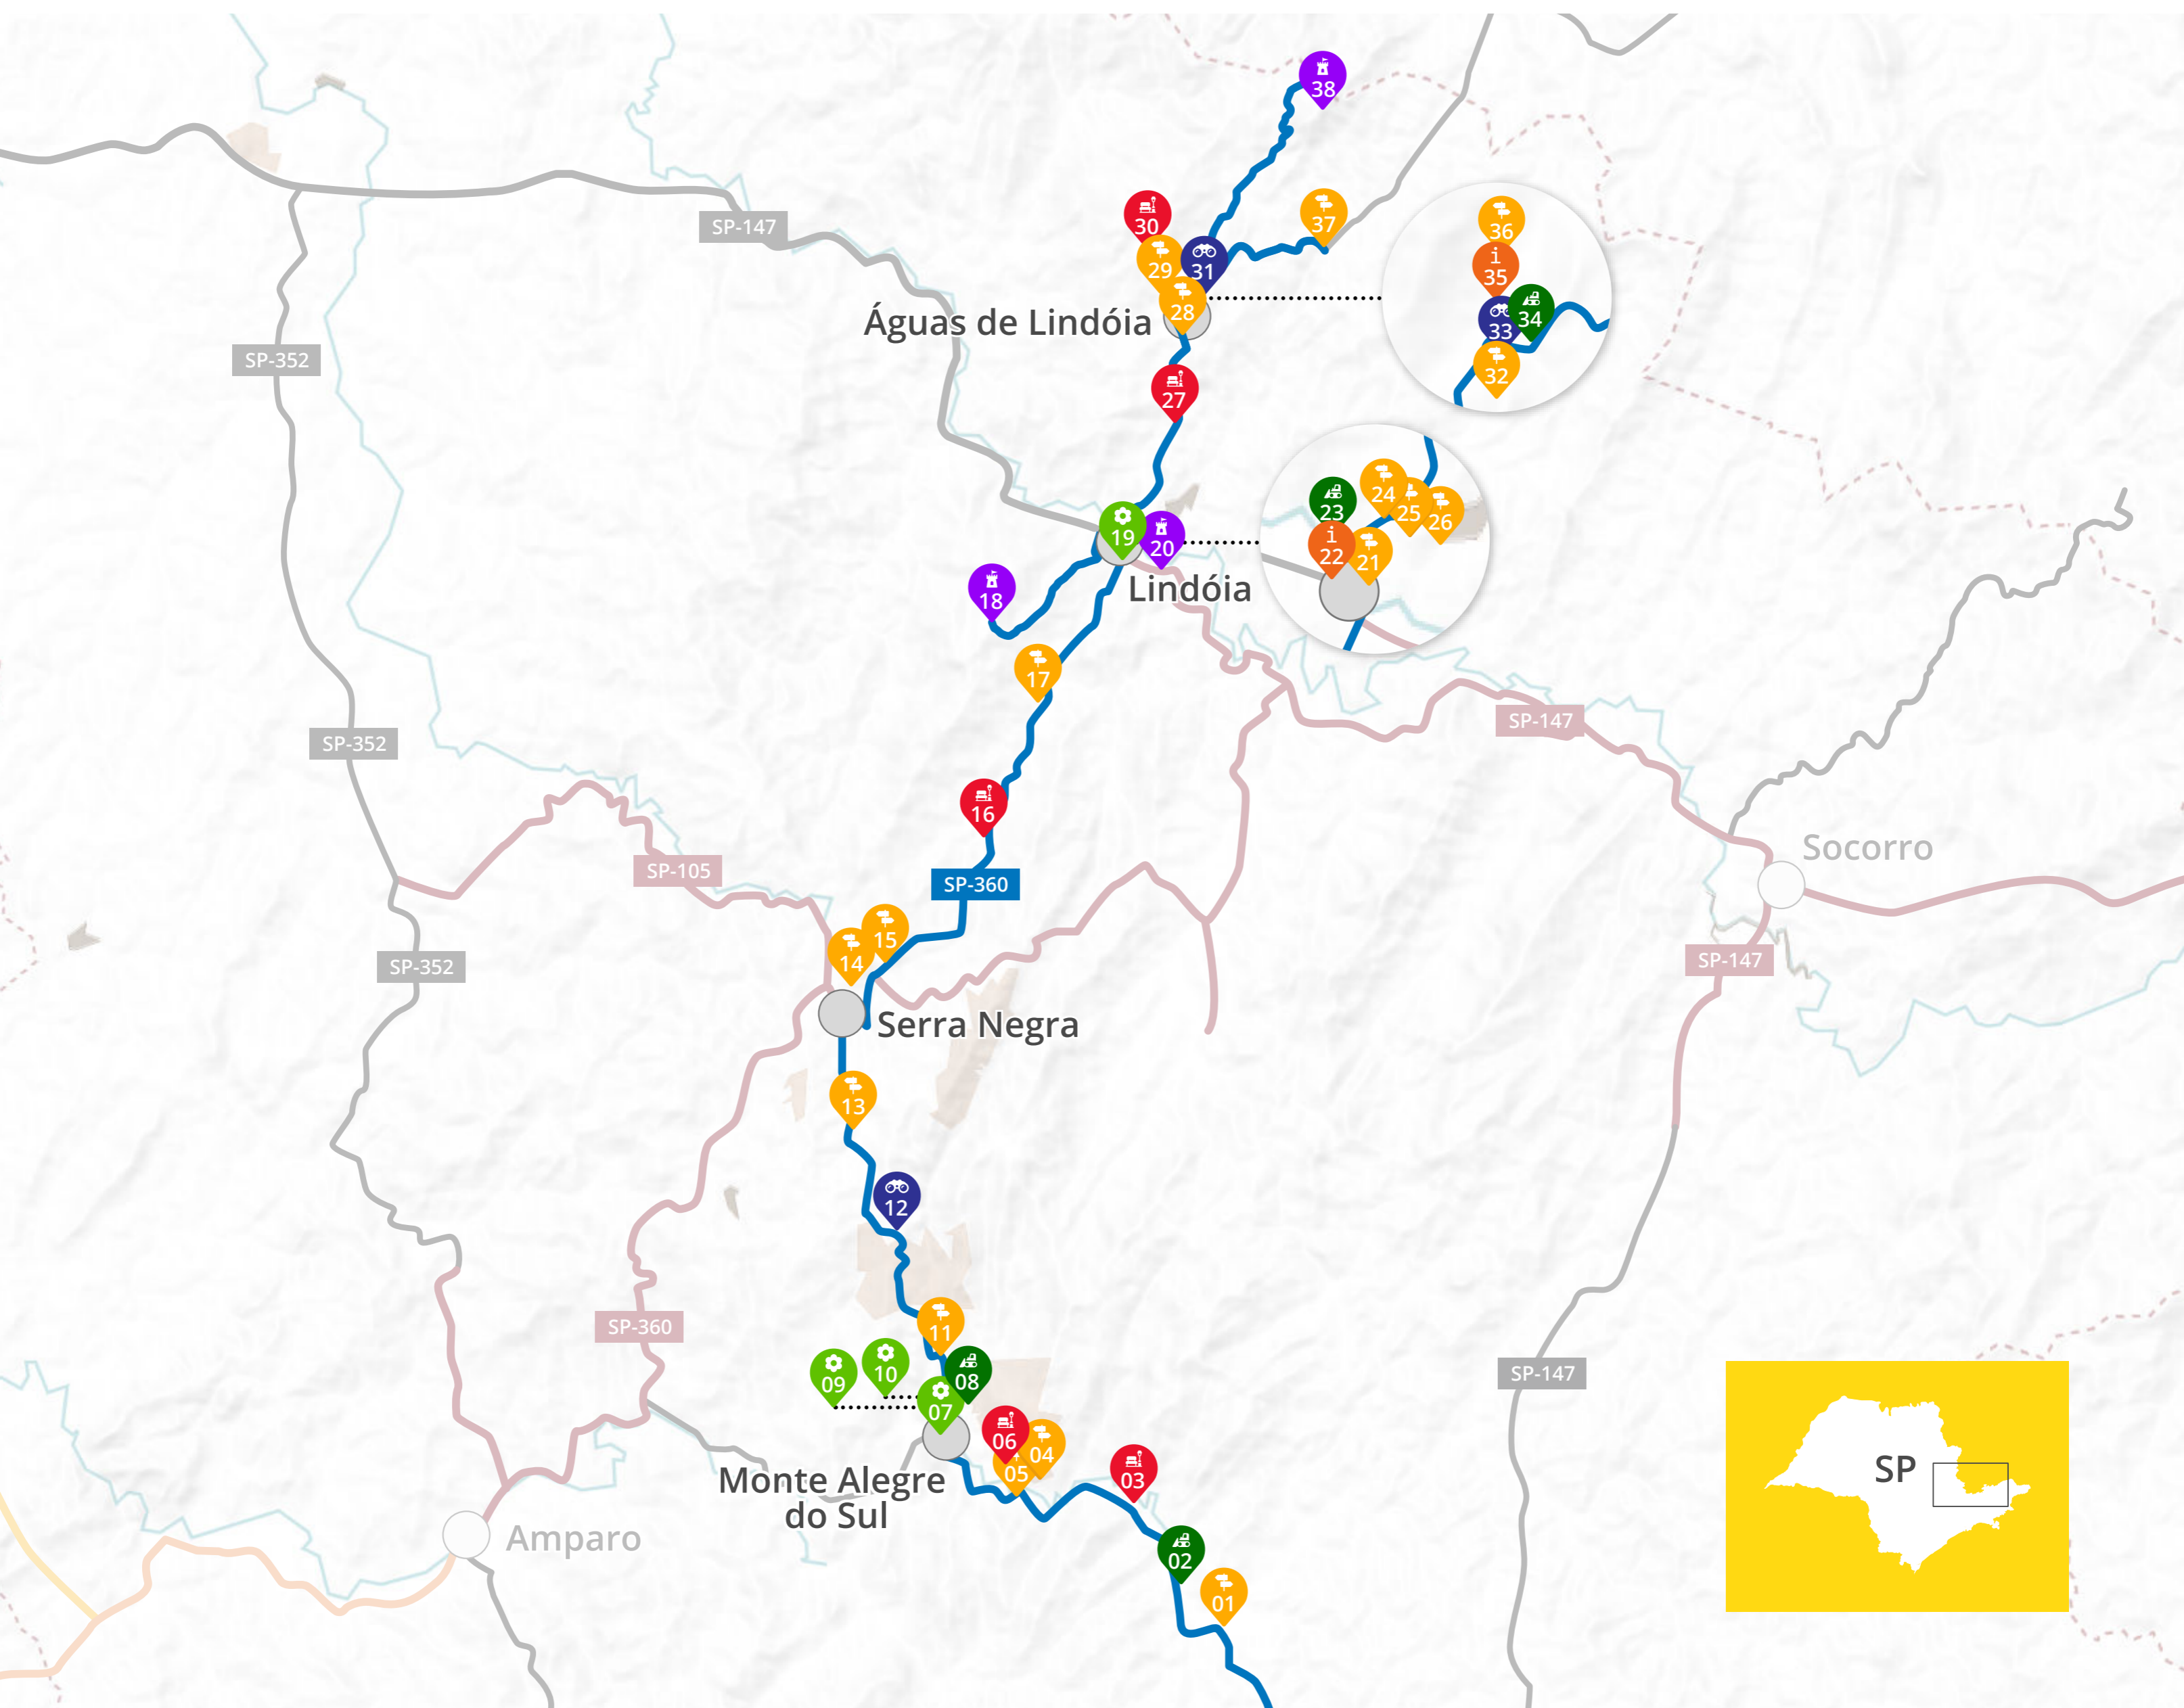 38
SP-147
30
37
36
29
31
35
28
34
33
Águas de Lindóia
SP-352
32
27
24
23
25
26
19
20
22
21
Lindóia
18
17
SP-147
SP-352
16
Socorro
SP-105
SP-360
15
14
SP-147
SP-352
Serra Negra
13
12
SP-360
11
10
08
09
07
SP-147
06
04
05
03
SP
Monte Alegre
do Sul
Amparo
02
01